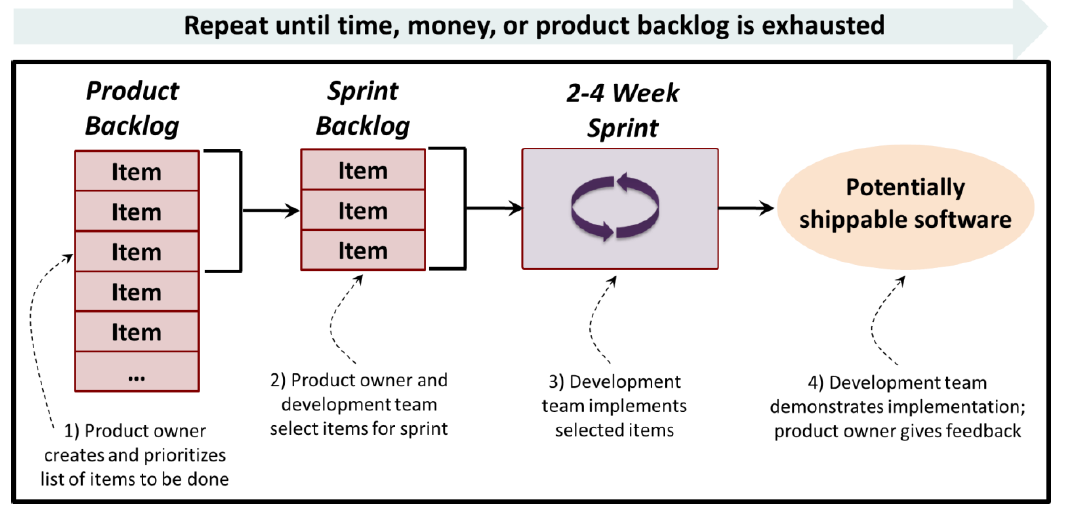 Repeat until time, money, or product backlog is exhausted
Product
Backlog
Item
Item
Item
Item
Item
...
1) Product owner
creates and prioritizes
list of items to be done
Sprint
Backlog
Item
Item
Item
2) Product owner and
development team
select items for sprint
2-4 Week
Sprint
3) Development
team implements
selected items
Potentially
shippable software
4) Development team
demonstrates implementation;
product owner gives feedback